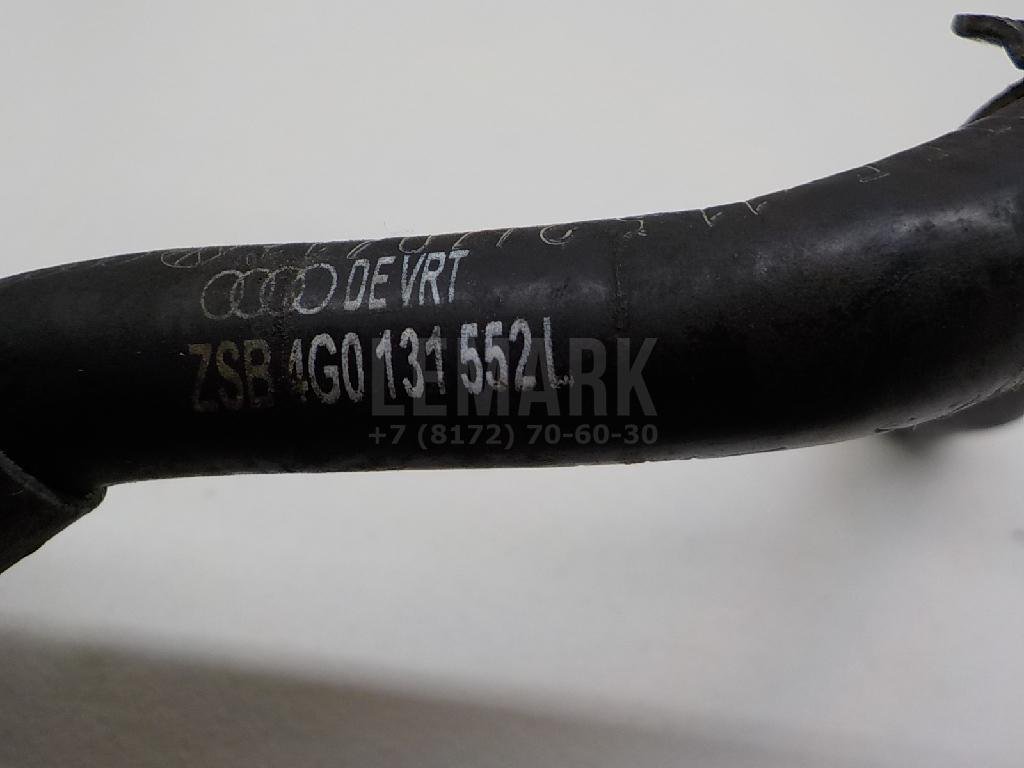 DE VRT
ZSB 4G0 131 552 L
LEMARK
+7 (8172) 70-60-30